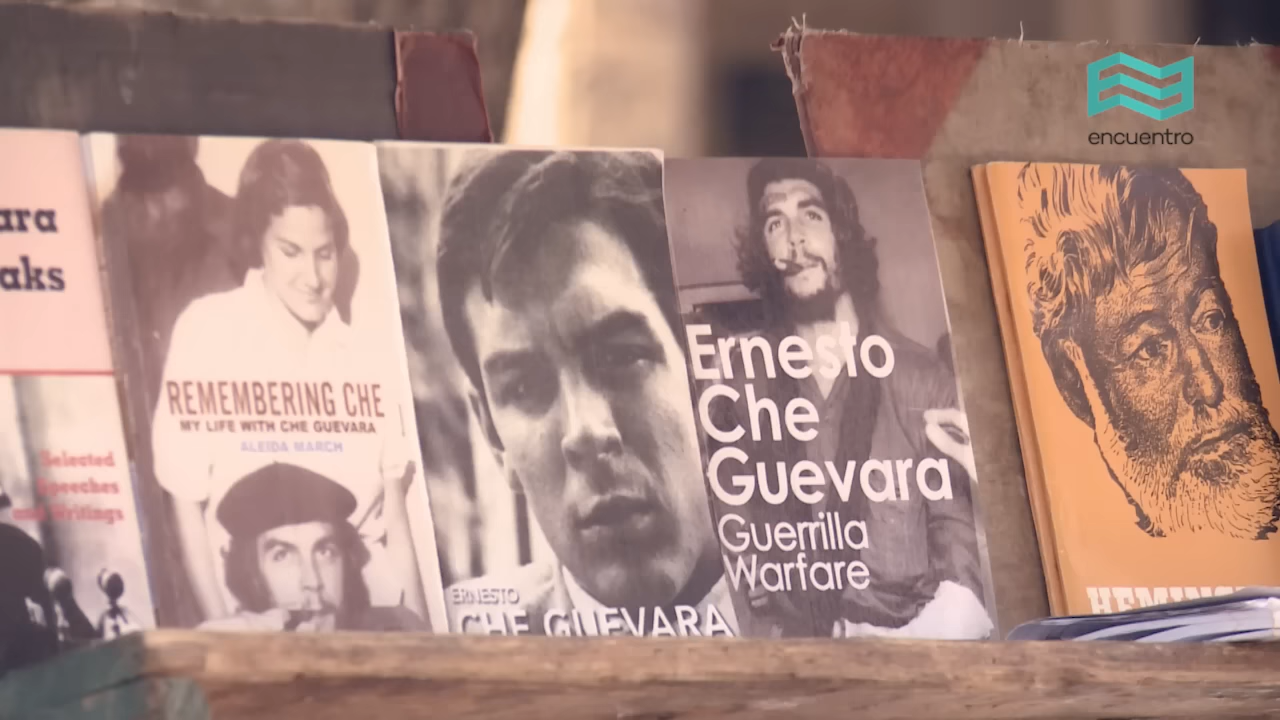 encuentro
ara
aks
Selected
Speeches
and Writings
REMEMBERING CHE
MY LIFE WITH CHE GUEVARA
ALEIDA MARCH
ERNESTO
CHE GUEVARA
Ernesto
Che
Guevara
Guerrilla
Warfare